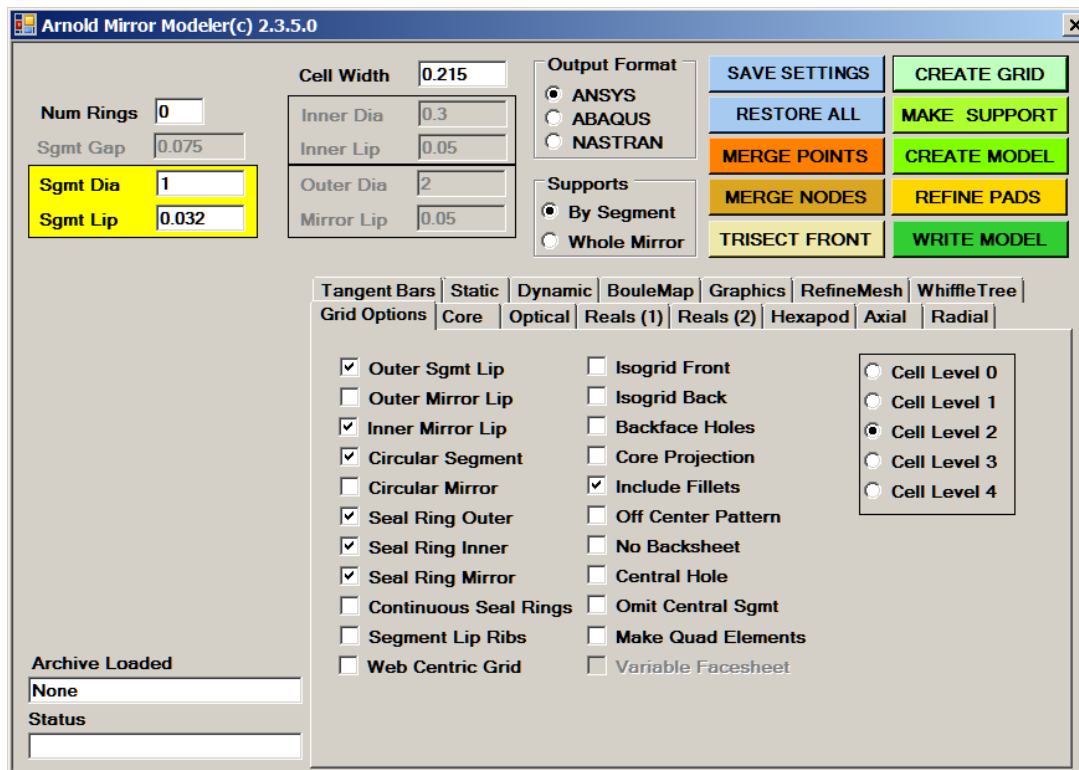 Arnold Mirror Modeler(c) 2.3.5.0
Cell Width 0.215
Num Rings 0
Sgmt Gap 0.075
Sgmt Dia 1
Sgmt Lip 0.032
Inner Dia 0.3
Inner Lip 0.05
Outer Dia 2
Mirror Lip 0.05
Output Format
ANSYS
ABAQUS
NASTRAN
Supports
By Segment
Whole Mirror
SAVE SETTINGS CREATE GRID
RESTORE ALL MAKE SUPPORT
MERGE POINTS CREATE MODEL
MERGE NODES REFINE PADS
TRISECT FRONT WRITE MODEL
Tangent Bars Static Dynamic BouleMap Graphics RefineMesh WhiffleTree
Grid Options Core Optical Reals (1) Reals (2) Hexapod Axial Radial
Outer Sgmt Lip
Outer Mirror Lip
Inner Mirror Lip
Circular Segment
Circular Mirror
Seal Ring Outer
Seal Ring Inner
Seal Ring Mirror
Continuous Seal Rings
Segment Lip Ribs
Web Centric Grid
Isogrid Front
Isogrid Back
Backface Holes
Core Projection
Include Fillets
Off Center Pattern
No Backsheet
Central Hole
Omit Central Sgmt
Make Quad Elements
Variable Facesheet
Cell Level 0
Cell Level 1
Cell Level 2
Cell Level 3
Cell Level 4
Archive Loaded
None
Status